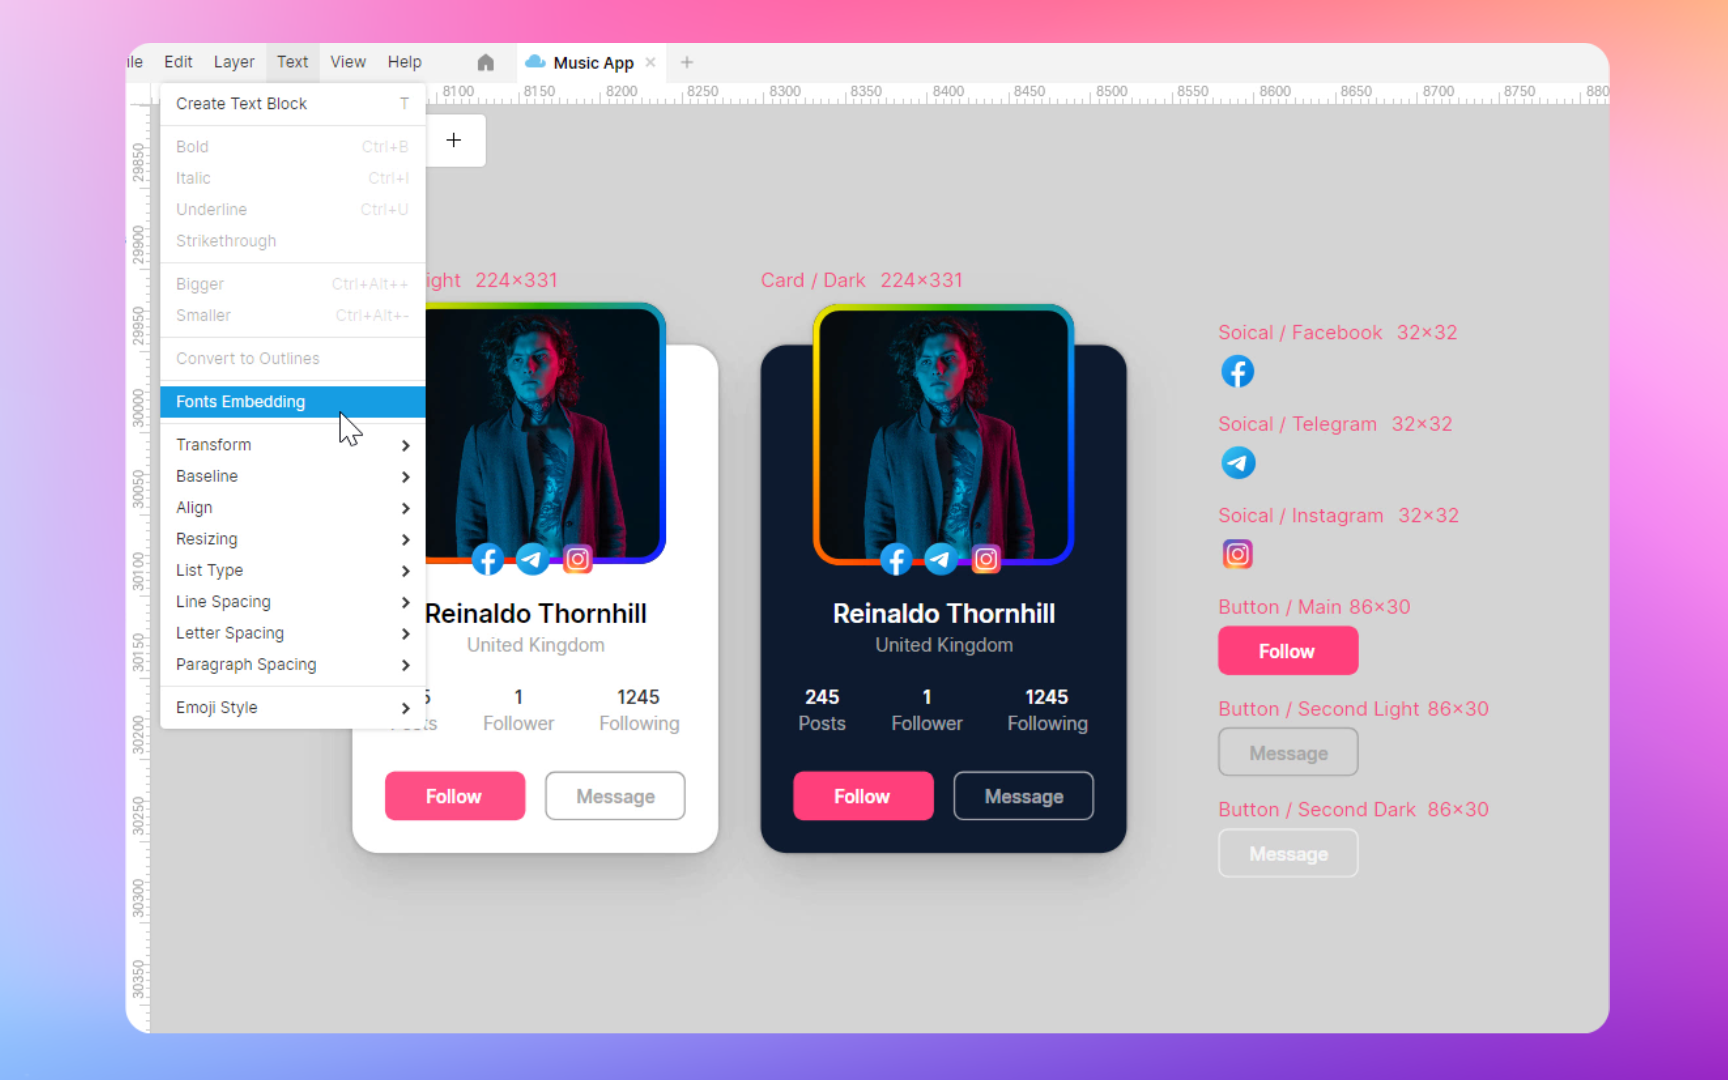 ile Edit Layer Text View Help Music App
8100 8150 8200 8250 8300 8350 8400 8450 8500 8550 8600 8650 8700 8750 880
29850
29900
29950
30000
30050
30100
30150
30200
30250
30300
30350
Create Text Block T
Bold Ctrl+B
Italic Ctrl+I
Underline Ctrl+U
Strikethrough
Bigger Ctrl+Alt++
Smaller Ctrl+Alt+-
Convert to Outlines
Fonts Embedding
Transform
Baseline
Align
Resizing
List Type
Line Spacing
Letter Spacing
Paragraph Spacing
Emoji Style
ight 224×331
Reinaldo Thornhill
United Kingdom
5 1 1245
sts Follower Following
Follow Message
Card / Dark 224×331
Reinaldo Thornhill
United Kingdom
245 1 1245
Posts Follower Following
Follow Message
Soical / Facebook 32×32
Soical / Telegram 32×32
Soical / Instagram 32×32
Button / Main 86×30
Follow
Button / Second Light 86×30
Message
Button / Second Dark 86×30
Message